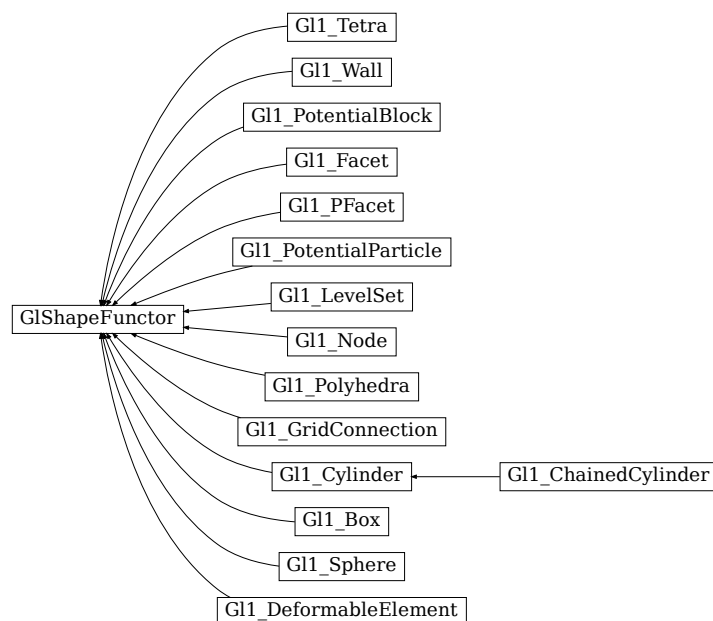 Gl1_Tetra
Gl1_Wall
Gl1_PotentialBlock
Gl1_Facet
Gl1_PFacet
Gl1_PotentialParticle
Gl1_LevelSet
GlShapeFunctor
Gl1_Node
Gl1_Polyhedra
Gl1_GridConnection
Gl1_Cylinder
Gl1_ChainedCylinder
Gl1_Box
Gl1_Sphere
Gl1_DeformableElement